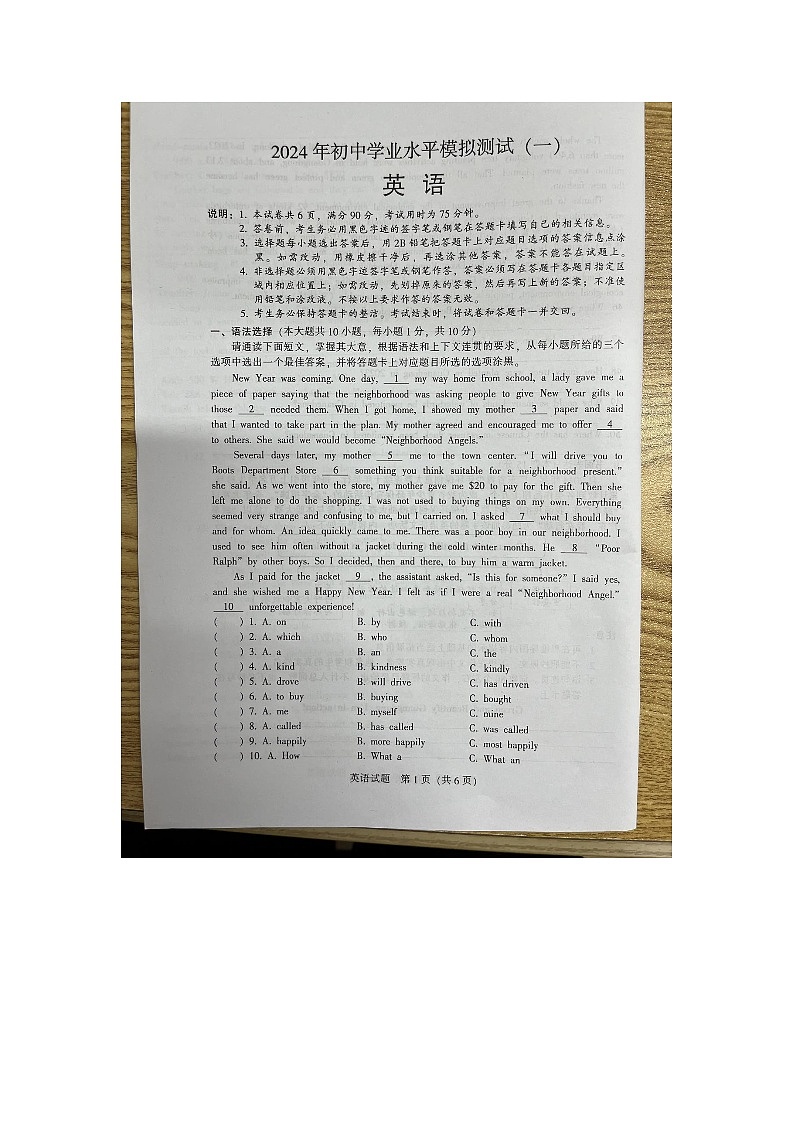 2024年初中学业水平模拟测试（一）
英 语
说明：1. 本试卷共6页，满分90分，考试用时为75分钟。
2. 答卷前，考生务必用黑色字迹的签字笔或钢笔在答题卡填写自己的相关信息。
3. 选择题每小题选出答案后，用2B铅笔把答题卡上对应题目选项的答案信息点涂
黑。如需改动，用橡皮擦干净后，再选涂其他答案，答案不能答在试题上。
4. 非选择题必须用黑色字迹签字笔或钢笔作答，答案必须写在答题卡各题目指定区
域内相应位置上；如需改动，先划掉原来的答案，然后再写上新的答案；不准使
用铅笔和涂改液。不按以上要求作答的答案无效。
5. 考生务必保持答题卡的整洁。考试结束时，将试卷和答题卡一并交回。
一、语法选择（本大题共10小题，每小题1分，共10分）
请通读下面短文，掌握其大意，根据语法和上下文连贯的要求，从每小题所给的三个
选项中选出一个最佳答案，并将答题卡上对应题目所选的选项涂黑。
New Year was coming. One day, 1 my way home from school, a lady gave me a
piece of paper saying that the neighborhood was asking people to give New Year gifts to
those 2 needed them. When I got home, I showed my mother 3 paper and said
that I wanted to take part in the plan. My mother agreed and encouraged me to offer 4
to others. She said we would become “Neighborhood Angels.”
Several days later, my mother 5 me to the town center. “I will drive you to
Boots Department Store 6 something you think suitable for a neighborhood present.”
she said. As we went into the store, my mother gave me $20 to pay for the gift. Then she
left me alone to do the shopping. I was not used to buying things on my own. Everything
seemed very strange and confusing to me, but I carried on. I asked 7 what I should buy
and for whom. An idea quickly came to me. There was a poor boy in our neighborhood. I
used to see him often without a jacket during the cold winter months. He 8 “Poor
Ralph” by other boys. So I decided, then and there, to buy him a warm jacket.
As I paid for the jacket 9 , the assistant asked, “Is this for someone?” I said yes,
and she wished me a Happy New Year. I felt as if I were a real “Neighborhood Angel.”
10 unforgettable experience!
( ) 1. A. on B. by C. with
( ) 2. A. which B. who C. whom
( ) 3. A. a B. an C. the
( ) 4. A. kind B. kindness C. kindly
( ) 5. A. drove B. will drive C. has driven
( ) 6. A. to buy B. buying C. bought
( ) 7. A. me B. myself C. mine
( ) 8. A. called B. has called C. was called
( ) 9. A. happily B. more happily C. most happily
( ) 10. A. How B. What a C. What an
英语试题 第1页（共6页）